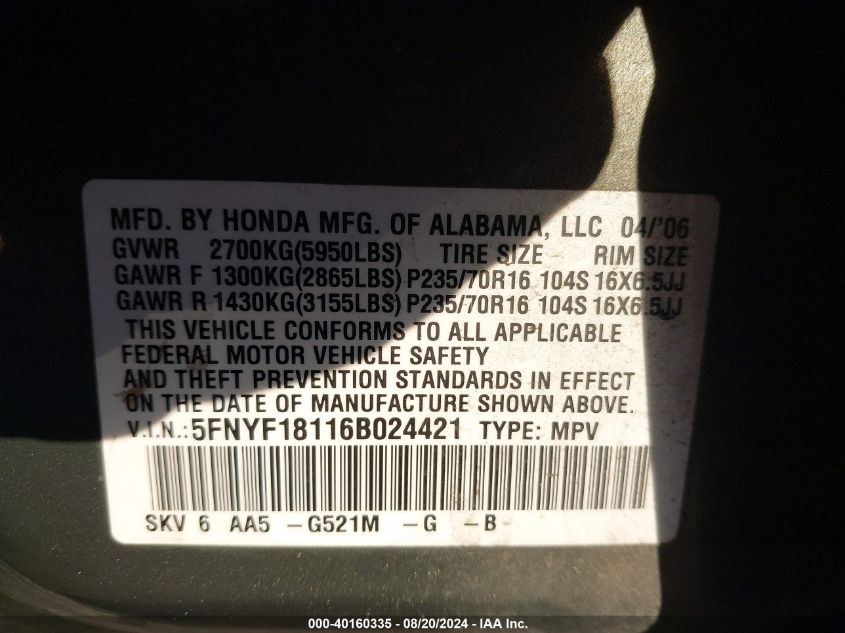 MFD. BY HONDA MFG. OF ALABAMA, LLC 04/'06
GVWR 2700KG(5950LBS) TIRE SIZE RIM SIZE
GAWR F 1300KG(2865LBS) P235/70R16 104S 16X6.5JJ
GAWR R 1430KG(3155LBS) P235/70R16 104S 16X6.5JJ
THIS VEHICLE CONFORMS TO ALL APPLICABLE
FEDERAL MOTOR VEHICLE SAFETY
AND THEFT PREVENTION STANDARDS IN EFFECT
ON THE DATE OF MANUFACTURE SHOWN ABOVE.
V.I.N.:5FNYF18116B024421 TYPE: MPV
SKV 6 AA5 -G521M -G -B
000-40160335 - 08/20/2024 - IAA Inc.